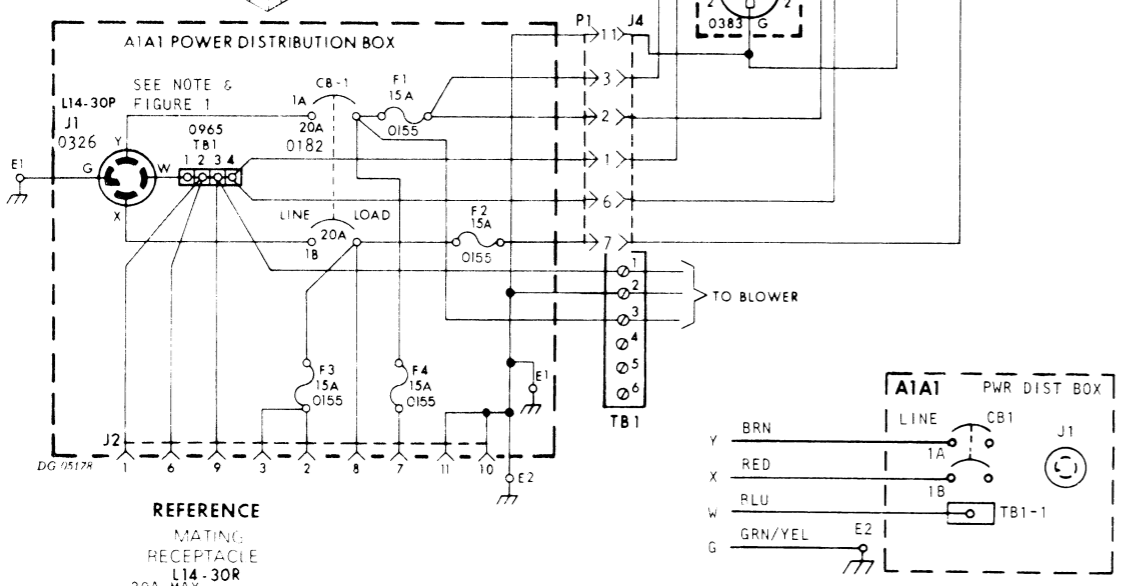 2 2
0383 G
P1 J4
A1A1 POWER DISTRIBUTION BOX
11
SEE NOTE &
FIGURE 1
CB-1
F1
15A
3
L14-30P
J1
0326
1A
20A
0182
0155
2
0965
TB1
1 2 3 4
Y
E1
G
W
1
X
6
LINE
LOAD
F2
15A
20A
1B
0155
7
1
2
3
4
5
6
TB1
TO BLOWER
F3
15A
0155
F4
15A
0155
E1
J2
DG 05178
1 6 9 3 2 8 7 11 10
E2
REFERENCE
MATING
RECEPTACLE
L14-30R
20A MAX
A1A1 PWR DIST BOX
LINE CB1
J1
Y BRN
1A
X RED
1B
W BLU
TB1-1
G GRN/YEL E2